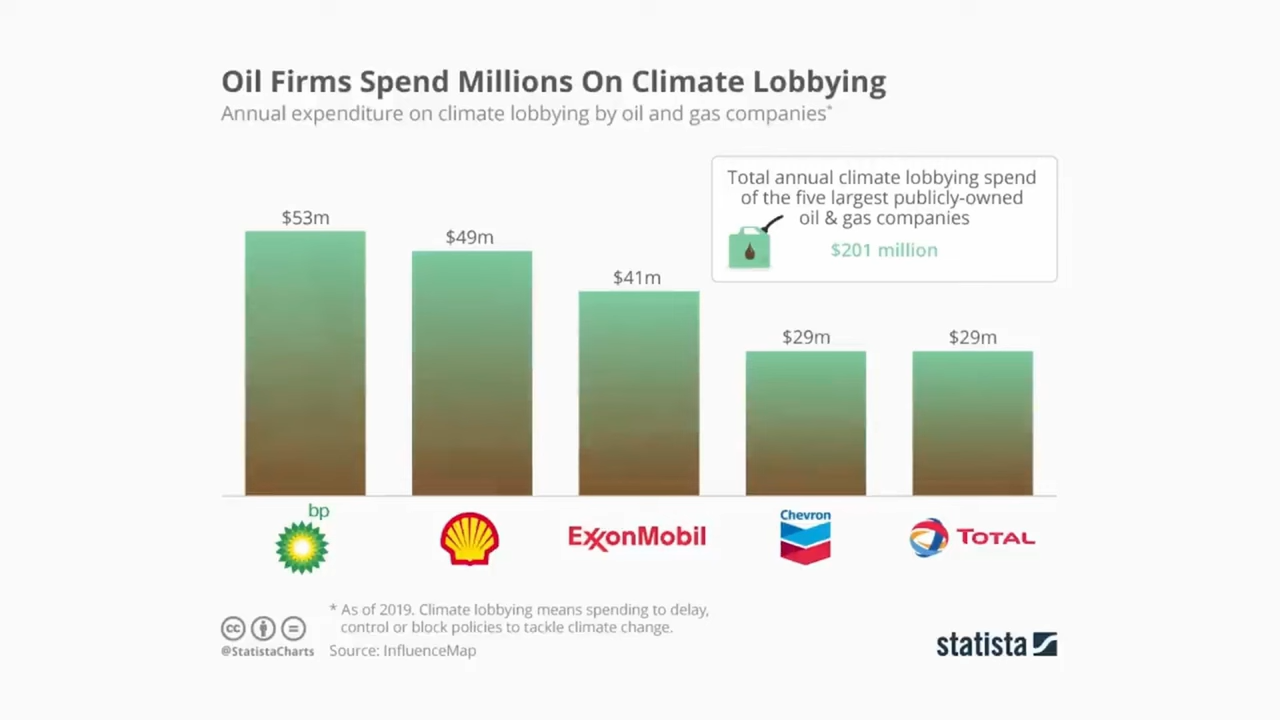 Oil Firms Spend Millions On Climate Lobbying
Annual expenditure on climate lobbying by oil and gas companies*
Total annual climate lobbying spend
of the five largest publicly-owned
oil & gas companies
$201 million
$53m
$49m
$41m
$29m
$29m
bp
ExxonMobil
Chevron
TOTAL
* As of 2019. Climate lobbying means spending to delay,
control or block policies to tackle climate change.
cc
@StatistaCharts
Source: InfluenceMap
statista